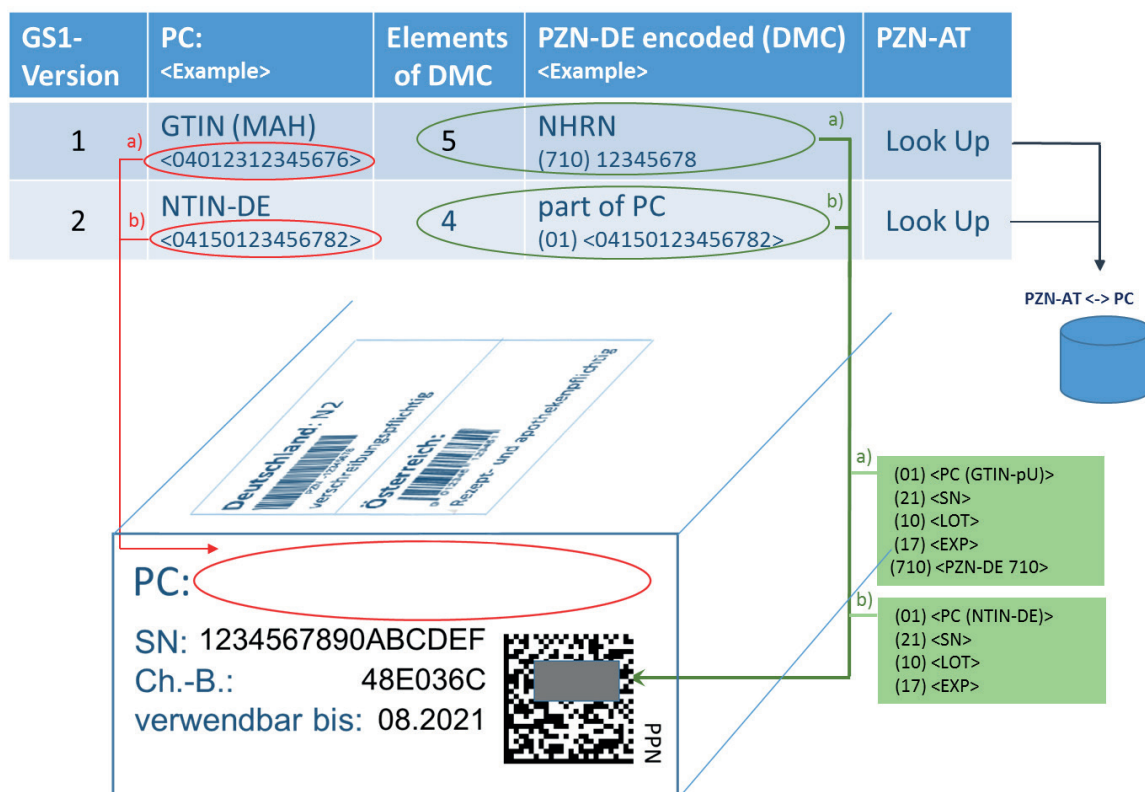 GS1-
Version
PC:
<Example>
Elements
of DMC
PZN-DE encoded (DMC)
<Example>
PZN-AT
1
a)
GTIN (MAH)
<04012312345676>
5
NHRN
(710) 12345678
a)
Look Up
2
b)
NTIN-DE
<04150123456782>
4
part of PC
(01) <04150123456782>
b)
Look Up
PZN-AT <-> PC
Deutschland: N2
verschreibungspflichtig
Österreich:
Rezept- und apothekenpflichtig
a)
(01) <PC (GTIN-pU)>
(21) <SN>
(10) <LOT>
(17) <EXP>
(710) <PZN-DE 710>
b)
(01) <PC (NTIN-DE)>
(21) <SN>
(10) <LOT>
(17) <EXP>
PC:
SN: 1234567890ABCDEF
Ch.-B.: 48E036C
verwendbar bis: 08.2021
PPN